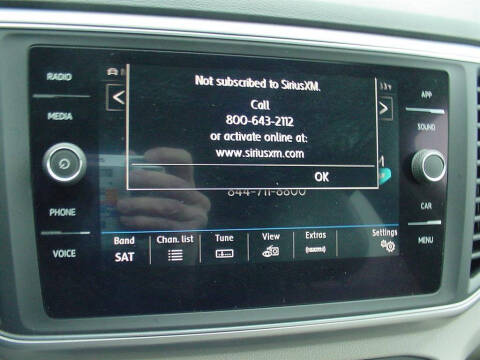 RADIO
MEDIA
PHONE
VOICE
Not subscribed to SiriusXM.
Call
800-643-2112
or activate online at:
www.siriusxm.com
OK
844-711-8800
Band
SAT
Chan. list
Tune
View
Extras
(siriusxm)
Settings
APP
SOUND
CAR
MENU